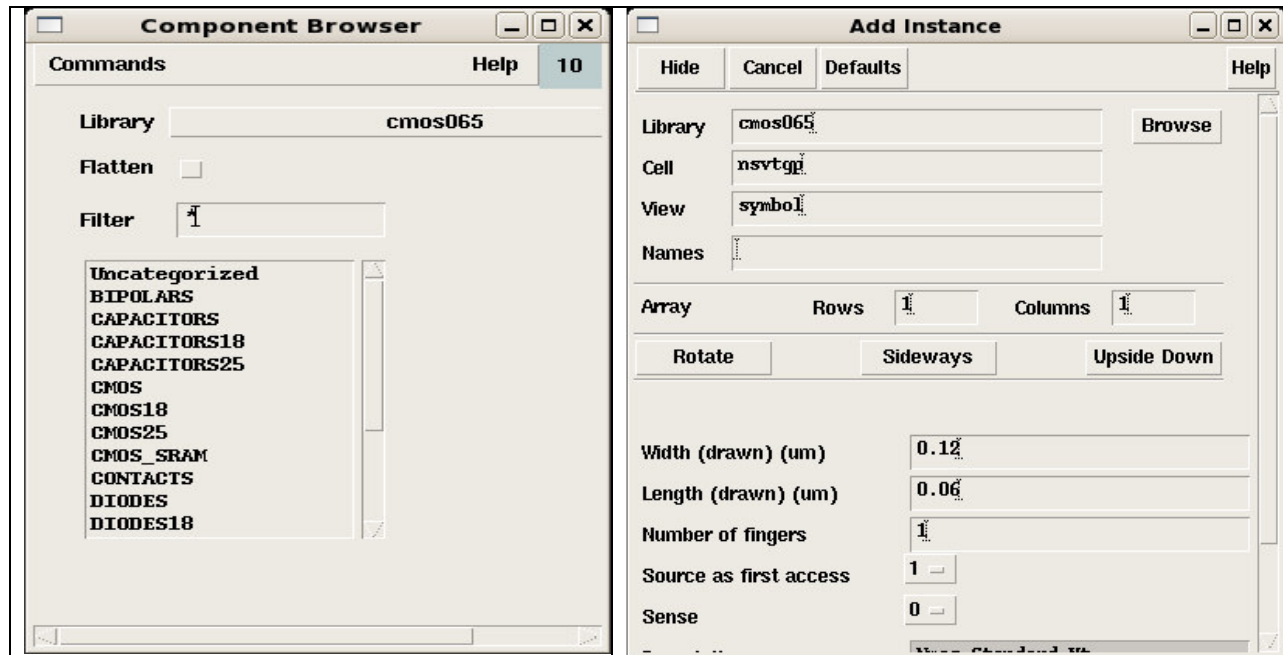 Component Browser
Commands Help 10
Library cmos065
Flatten
Filter *
Uncategorized
BIPOLARS
CAPACITORS
CAPACITORS18
CAPACITORS25
CMOS
CMOS18
CMOS25
CMOS_SRAM
CONTACTS
DIODES
DIODES18
Add Instance
Hide Cancel Defaults Help
Library cmos065 Browse
Cell nsvtgp
View symbol
Names
Array Rows 1 Columns 1
Rotate Sideways Upside Down
Width (drawn) (um) 0.12
Length (drawn) (um) 0.06
Number of fingers 1
Source as first access 1
Sense 0